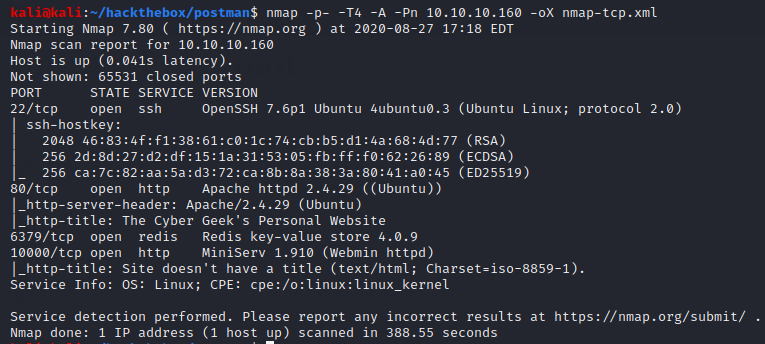 kali@kali:~/hackthebox/postman$ nmap -p- -T4 -A -Pn 10.10.10.160 -oX nmap-tcp.xml
Starting Nmap 7.80 ( https://nmap.org ) at 2020-08-27 17:18 EDT
Nmap scan report for 10.10.10.160
Host is up (0.041s latency).
Not shown: 65531 closed ports
PORT      STATE SERVICE VERSION
22/tcp    open  ssh     OpenSSH 7.6p1 Ubuntu 4ubuntu0.3 (Ubuntu Linux; protocol 2.0)
| ssh-hostkey:
|   2048 46:83:4f:f1:38:61:c0:1c:74:cb:b5:d1:4a:68:4d:77 (RSA)
|   256 2d:8d:27:d2:df:15:1a:31:53:05:fb:ff:f0:62:26:89 (ECDSA)
|_  256 ca:7c:82:aa:5a:d3:72:ca:8b:8a:38:3a:80:41:a0:45 (ED25519)
80/tcp    open  http    Apache httpd 2.4.29 ((Ubuntu))
|_http-server-header: Apache/2.4.29 (Ubuntu)
|_http-title: The Cyber Geek's Personal Website
6379/tcp  open  redis   Redis key-value store 4.0.9
10000/tcp open  http    MiniServ 1.910 (Webmin httpd)
|_http-title: Site doesn't have a title (text/html; Charset=iso-8859-1).
Service Info: OS: Linux; CPE: cpe:/o:linux:linux_kernel

Service detection performed. Please report any incorrect results at https://nmap.org/submit/ .
Nmap done: 1 IP address (1 host up) scanned in 388.55 seconds